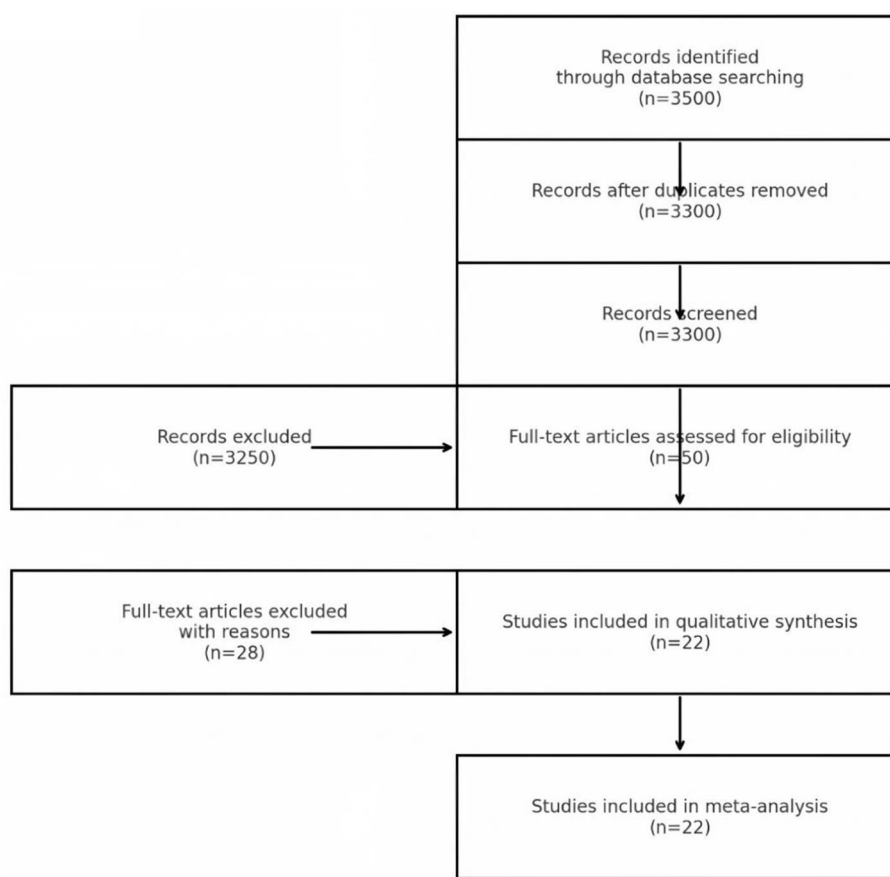 Records identified
through database searching
(n=3500)
Records after duplicates removed
(n=3300)
Records screened
(n=3300)
Records excluded
(n=3250)
Full-text articles assessed for eligibility
(n=50)
Full-text articles excluded
with reasons
(n=28)
Studies included in qualitative synthesis
(n=22)
Studies included in meta-analysis
(n=22)